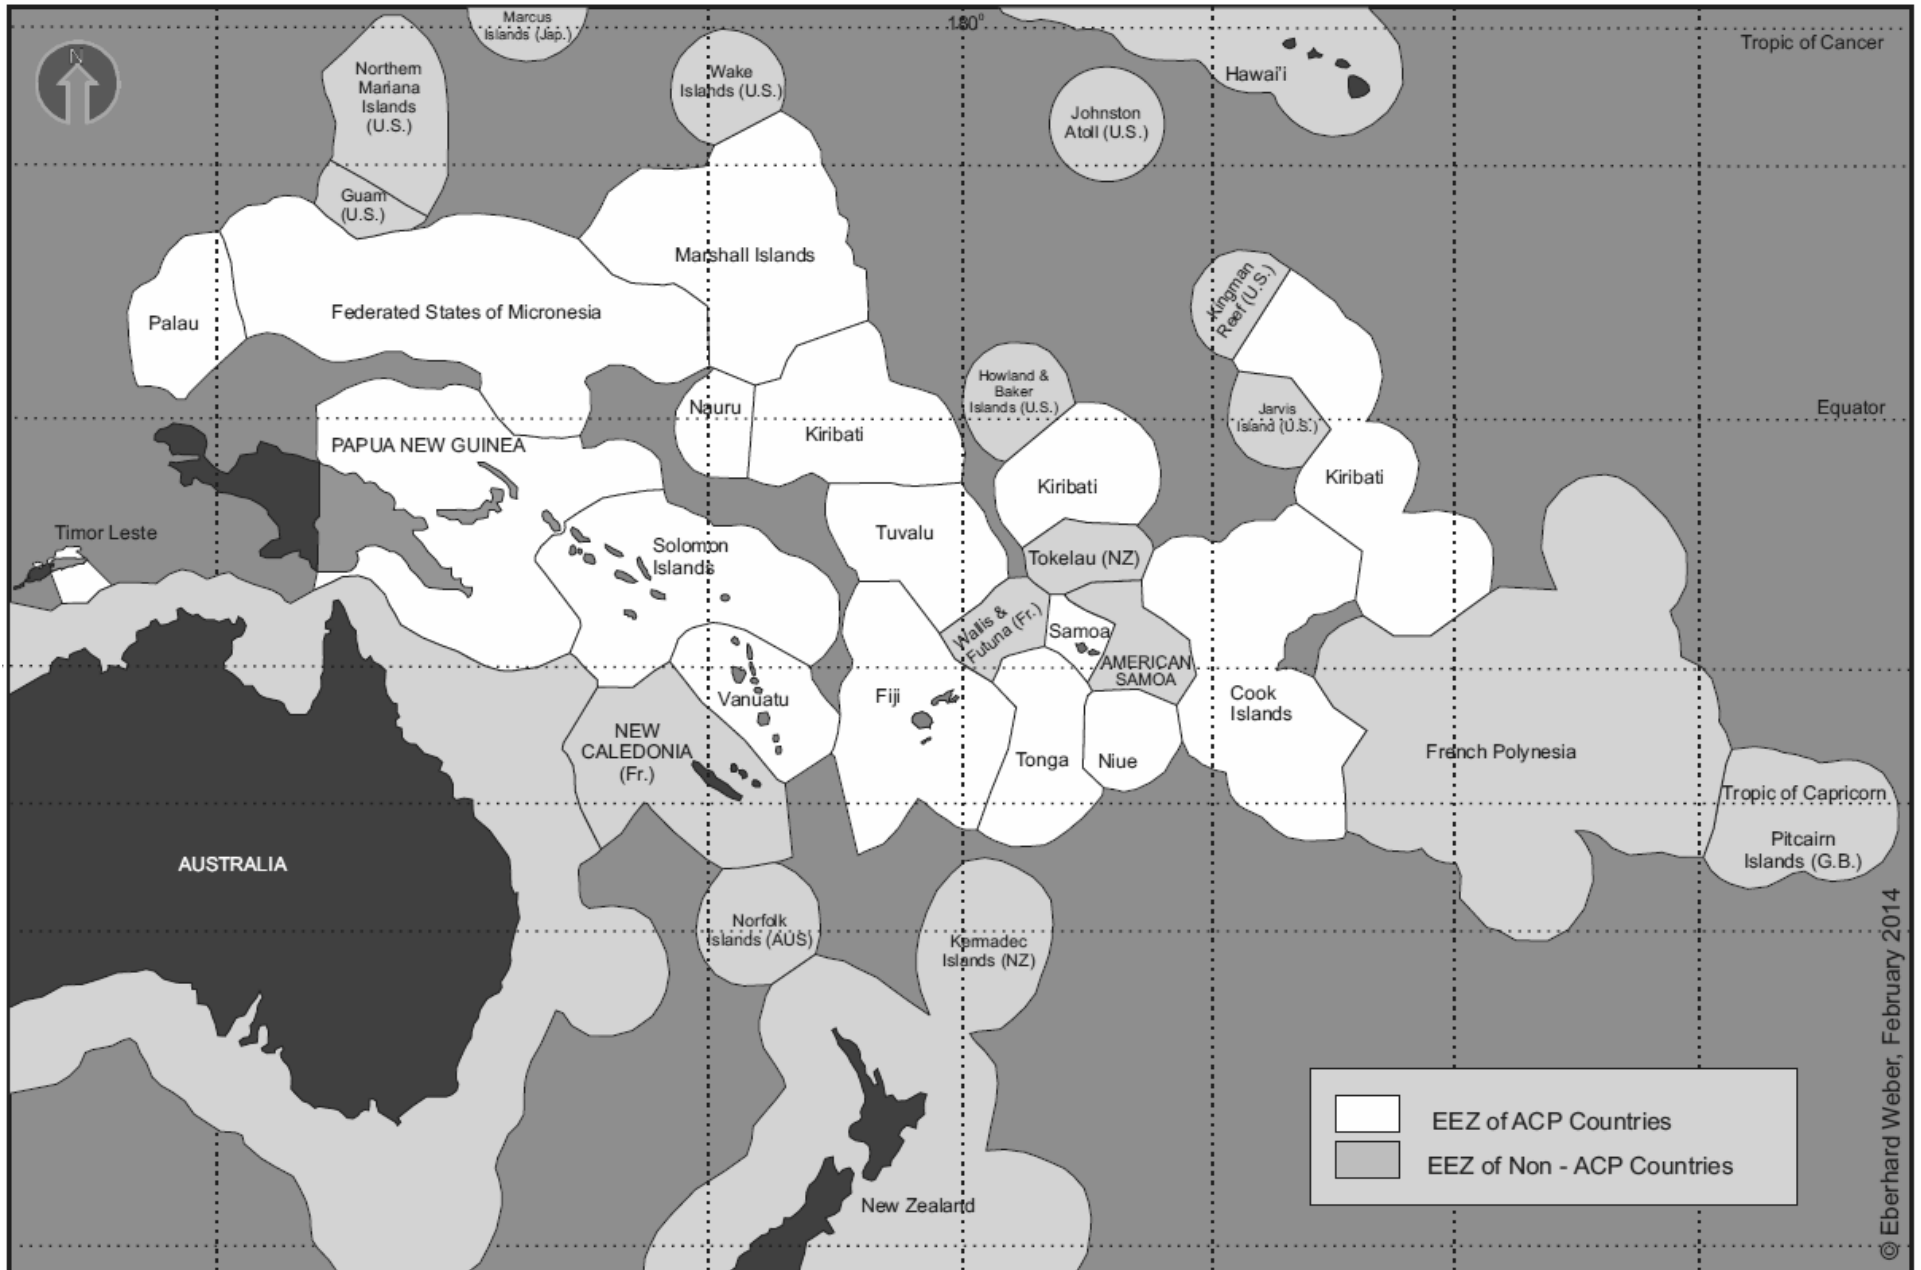 Marcus
Islands (Jap.)
180°
N
Tropic of Cancer
Northern
Mariana
Islands
(U.S.)
Wake
Islands (U.S.)
Hawai'i
Johnston
Atoll (U.S.)
Guam
(U.S.)
Marshall Islands
Palau
Federated States of Micronesia
Kingman
Reef (U.S.)
Howland &
Baker
Islands (U.S.)
Nauru
Jarvis
Island (U.S.)
Equator
Kiribati
PAPUA NEW GUINEA
Kiribati
Kiribati
Timor Leste
Solomon
Islands
Tuvalu
Tokelau (NZ)
Wallis &
Futuna (Fr.)
Samoa
AMERICAN
SAMOA
Vanuatu
Fiji
Cook
Islands
NEW
CALEDONIA
(Fr.)
Tonga
Niue
French Polynesia
Tropic of Capricorn
Pitcairn
Islands (G.B.)
AUSTRALIA
Norfolk
Islands (AUS)
Kermadec
Islands (NZ)
New Zealand
EEZ of ACP Countries
EEZ of Non - ACP Countries
© Eberhard Weber, February 2014